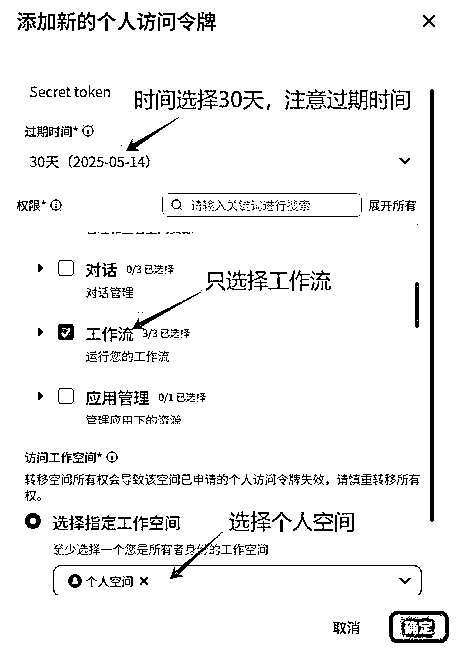 添加新的个人访问令牌
Secret token
时间选择30天，注意过期时间
过期时间*
30天（2025-05-14）
权限*
请输入关键词进行搜索
展开所有
对话 0/3 已选择
对话管理
只选择工作流
工作流 3/3 已选择
运行您的工作流
应用管理 0/1 已选择
管理应用下的资源
访问工作空间*
转移空间所有权会导致该空间已申请的个人访问令牌失效，请慎重转移所有
权。
选择指定工作空间
选择个人空间
至少选择一个您是所有者身份的工作空间
个人空间
取消
确定